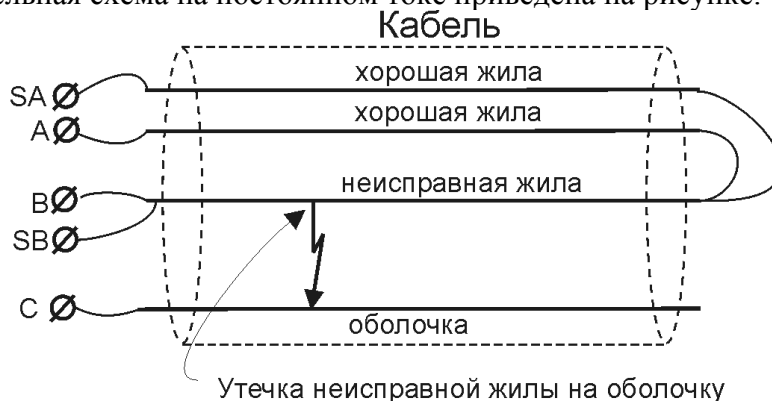 ельная схема на постоянном токе приведена на рисунке.
Кабель
SA хорошая жила
A хорошая жила
B неисправная жила
SB
C оболочка
Утечка неисправной жилы на оболочку